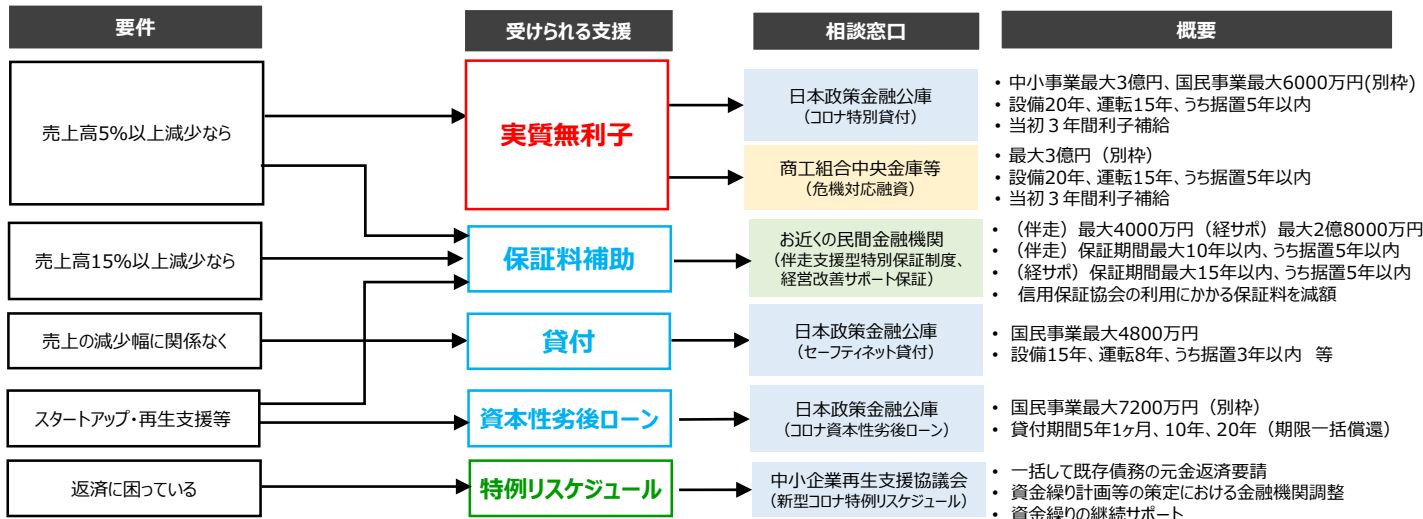 要件
受けられる支援
相談窓口
概要
売上高5%以上減少なら
実質無利子
日本政策金融公庫
（コロナ特別貸付）
• 中小事業最大3億円、国民事業最大6000万円(別枠)
• 設備20年、運転15年、うち据置5年以内
• 当初３年間利子補給
商工組合中央金庫等
（危機対応融資）
• 最大3億円（別枠）
• 設備20年、運転15年、うち据置5年以内
• 当初３年間利子補給
売上高15%以上減少なら
保証料補助
お近くの民間金融機関
（伴走支援型特別保証制度、
経営改善サポート保証）
• （伴走）最大4000万円（経サポ）最大2億8000万円
• （伴走）保証期間最大10年以内、うち据置5年以内
• （経サポ）保証期間最大15年以内、うち据置5年以内
• 信用保証協会の利用にかかる保証料を減額
売上の減少幅に関係なく
貸付
日本政策金融公庫
（セーフティネット貸付）
• 国民事業最大4800万円
• 設備15年、運転8年、うち据置3年以内 等
スタートアップ・再生支援等
資本性劣後ローン
日本政策金融公庫
（コロナ資本性劣後ローン）
• 国民事業最大7200万円（別枠）
• 貸付期間5年1ヶ月、10年、20年（期限一括償還）
返済に困っている
特例リスケジュール
中小企業再生支援協議会
（新型コロナ特例リスケジュール）
• 一括して既存債務の元金返済要請
• 資金繰り計画等の策定における金融機関調整
• 資金繰りの継続サポート